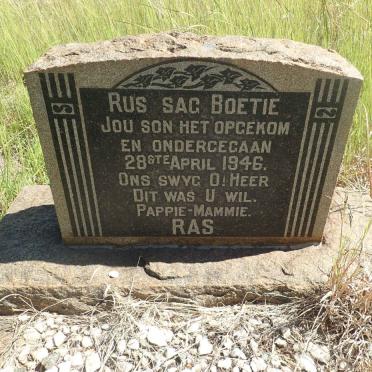 RUS SAG BOETIE
JOU SON HET OPGEKOM
EN ONDERGEGAAN
28STE APRIL 1946.
ONS SWYG O! HEER
DIT WAS U WIL.
PAPPIE-MAMMIE.
RAS